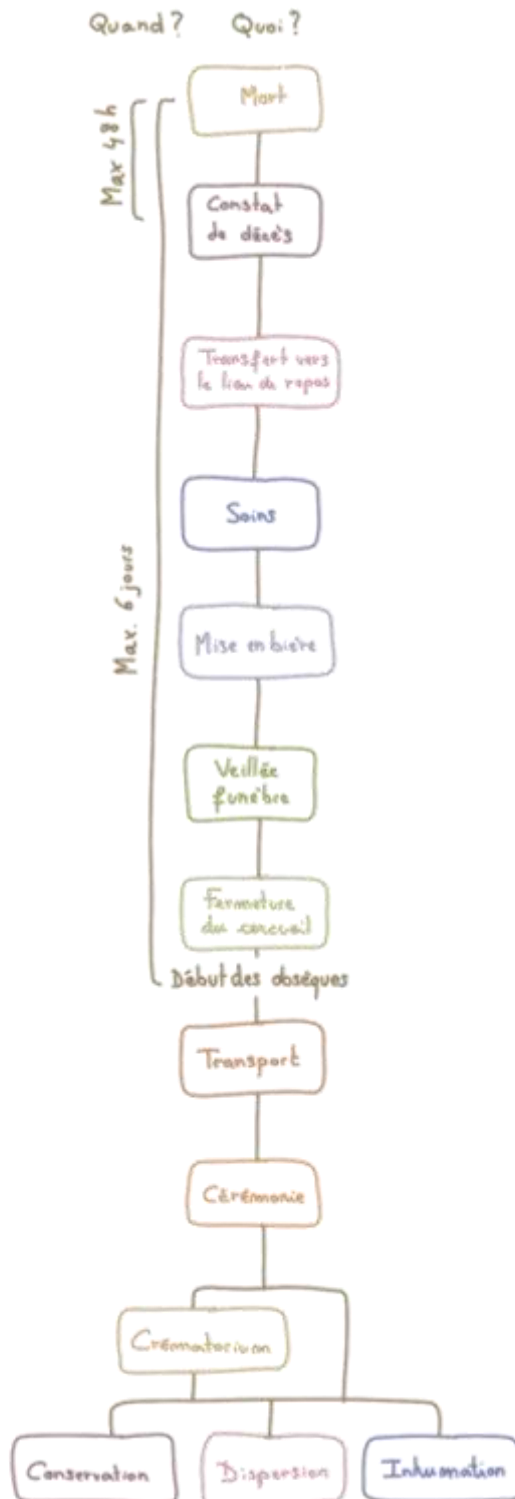 Quand? Quoi?
Mort
Max 48h
Constat
de décès
Transfert vers
le lieu de repos
Soins
Mise en bière
Max. 6 jours
Veillée
funèbre
Fermeture
du cercueil
Début des obsèques
Transport
Cérémonie
Crématorium
Conservation
Dispersion
Inhumation